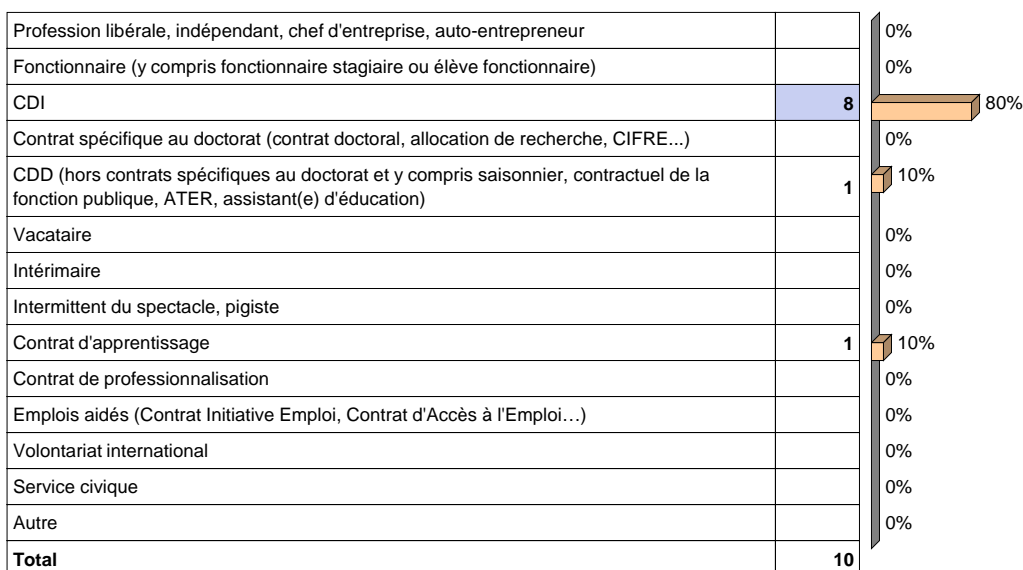 Profession libérale, indépendant, chef d'entreprise, auto-entrepreneur 0%
Fonctionnaire (y compris fonctionnaire stagiaire ou élève fonctionnaire) 0%
CDI 8 80%
Contrat spécifique au doctorat (contrat doctoral, allocation de recherche, CIFRE...) 0%
CDD (hors contrats spécifiques au doctorat et y compris saisonnier, contractuel de la
fonction publique, ATER, assistant(e) d'éducation) 1 10%
Vacataire 0%
Intérimaire 0%
Intermittent du spectacle, pigiste 0%
Contrat d'apprentissage 1 10%
Contrat de professionnalisation 0%
Emplois aidés (Contrat Initiative Emploi, Contrat d'Accès à l'Emploi…) 0%
Volontariat international 0%
Service civique 0%
Autre 0%
Total 10